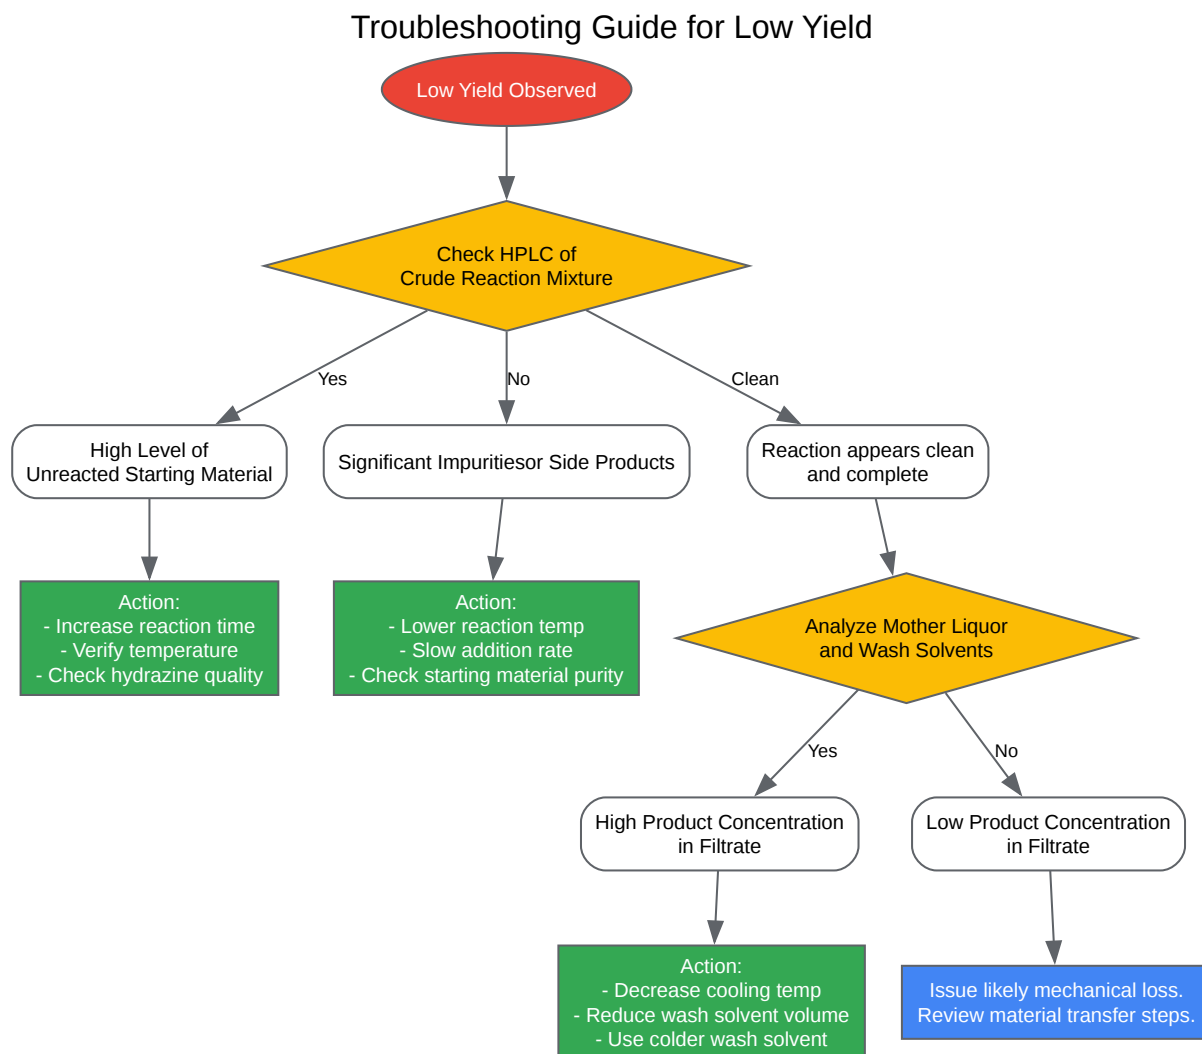 Troubleshooting Guide for Low Yield
Low Yield Observed
Check HPLC of
Crude Reaction Mixture
Yes
No
Clean
High Level of
Unreacted Starting Material
Significant Impuritiesor Side Products
Reaction appears clean
and complete
Action:
- Increase reaction time
- Verify temperature
- Check hydrazine quality
Action:
- Lower reaction temp
- Slow addition rate
- Check starting material purity
Analyze Mother Liquor
and Wash Solvents
Yes
No
High Product Concentration
in Filtrate
Low Product Concentration
in Filtrate
Action:
- Decrease cooling temp
- Reduce wash solvent volume
- Use colder wash solvent
Issue likely mechanical loss.
Review material transfer steps.